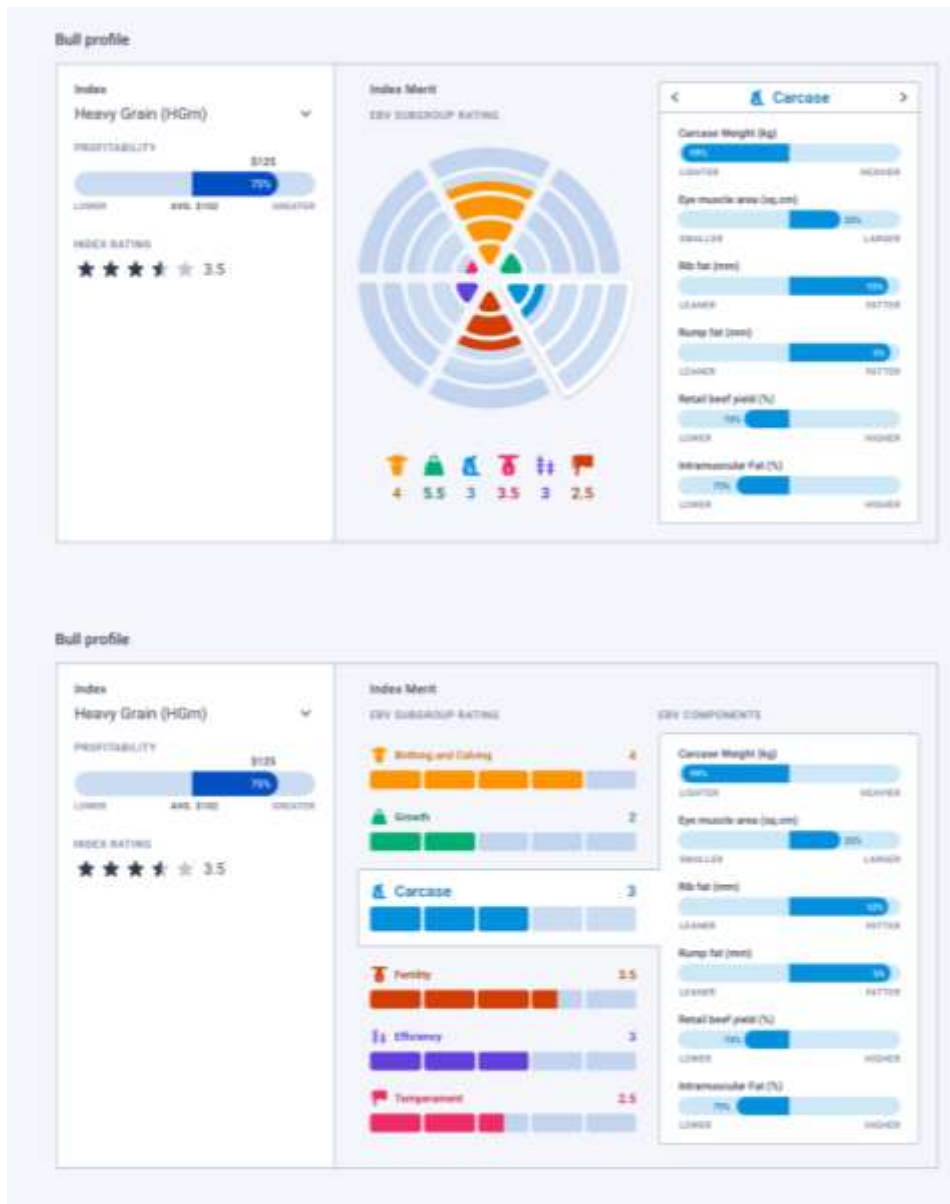 Bull profile
Index
Heavy Grain (HGm)
PROFITABILITY
$125
75%
LOWER AVG. $102 GREATER
INDEX RATING
3.5
Index Merit
EBV SUBGROUP RATING
4 5.5 3 3.5 3 2.5
Carcase
Carcase Weight (kg)
LIGHTER HEAVIER
Eye muscle area (sq.cm)
SMALLER LARGER
Rib fat (mm)
LEANER FATTER
Rump fat (mm)
LEANER FATTER
Retail beef yield (%)
LOWER HIGHER
Intramuscular Fat (%)
LOWER HIGHER
Bull profile
Index
Heavy Grain (HGm)
PROFITABILITY
$125
75%
LOWER AVG. $102 GREATER
INDEX RATING
3.5
Index Merit
EBV SUBGROUP RATING
Birthing and Calving 4
Growth 2
Carcase 3
Fertility 3.5
Efficiency 3
Temperament 2.5
EBV COMPONENTS
Carcase Weight (kg)
LIGHTER HEAVIER
Eye muscle area (sq.cm)
SMALLER LARGER
Rib fat (mm)
LEANER FATTER
Rump fat (mm)
LEANER FATTER
Retail beef yield (%)
LOWER HIGHER
Intramuscular Fat (%)
LOWER HIGHER